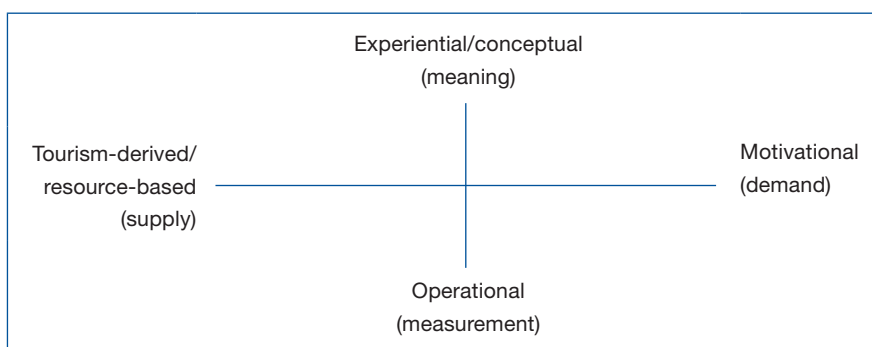 Experiential/conceptual
(meaning)
Tourism-derived/
resource-based
(supply)
Motivational
(demand)
Operational
(measurement)